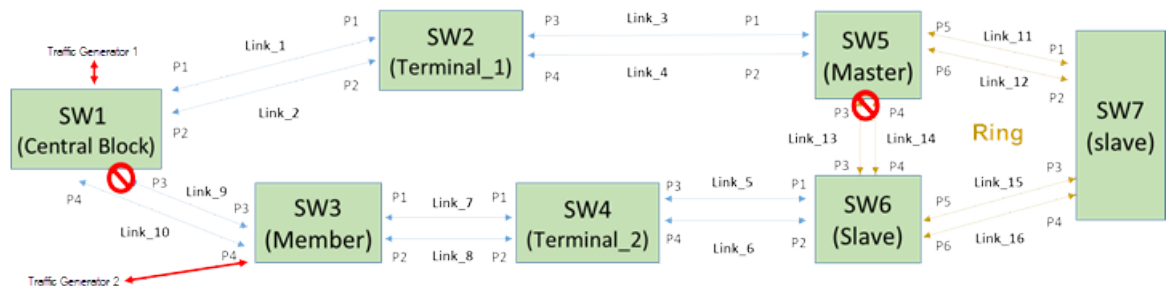 Traffic Generator 1
SW1
(Central Block)
P1
P2
P3
P4
Link_1
Link_2
P1
P2
SW2
(Terminal_1)
P3
P4
Link_3
Link_4
P1
P2
SW5
(Master)
P5
P6
P3
P4
Link_11
Link_12
P1
P2
SW7
(slave)
P3
P4
Link_13
Link_14
Ring
P3
P4
Link_15
Link_16
Link_9
Link_10
P3
P4
Traffic Generator 2
SW3
(Member)
P1
P2
Link_7
Link_8
P1
P2
SW4
(Terminal_2)
P3
P4
Link_5
Link_6
P1
P2
SW6
(Slave)
P5
P6